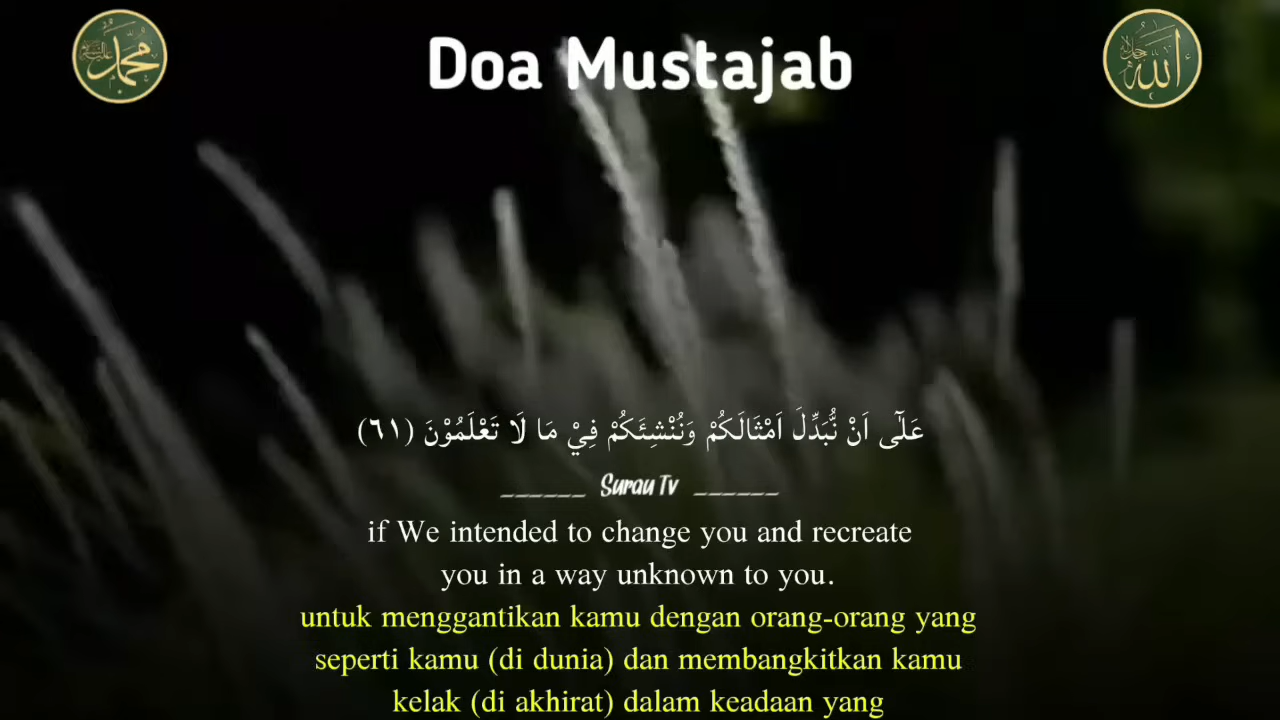 Doa Mustajab
عَلٰٓى اَنْ نُّبَدِّلَ اَمْثَالَكُمْ وَنُنْشِئَكُمْ فِيْ مَا لَا تَعْلَمُوْنَ (٦١)
______ Surau Tv ______
if We intended to change you and recreate
you in a way unknown to you.
untuk menggantikan kamu dengan orang-orang yang
seperti kamu (di dunia) dan membangkitkan kamu
kelak (di akhirat) dalam keadaan yang